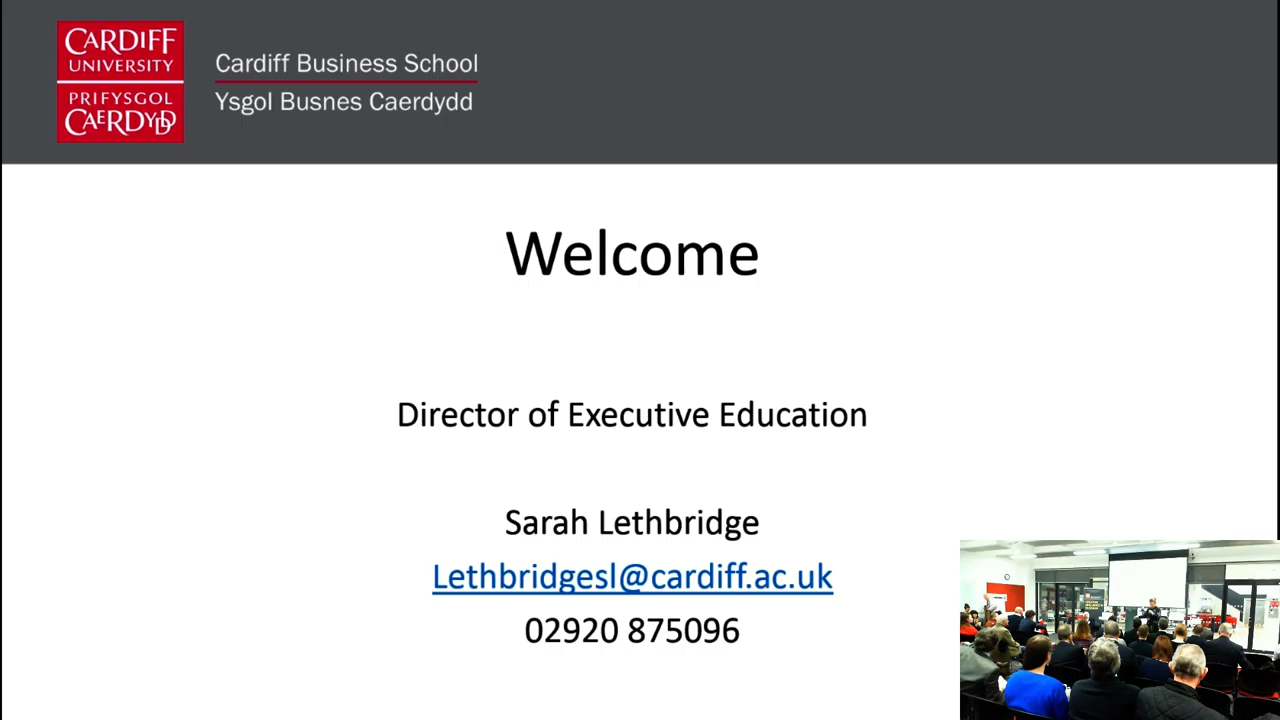 CARDIFF
UNIVERSITY
PRIFYSGOL
CAERDYDD
Cardiff Business School
Ysgol Busnes Caerdydd
Welcome
Director of Executive Education
Sarah Lethbridge
Lethbridgesl@cardiff.ac.uk
02920 875096